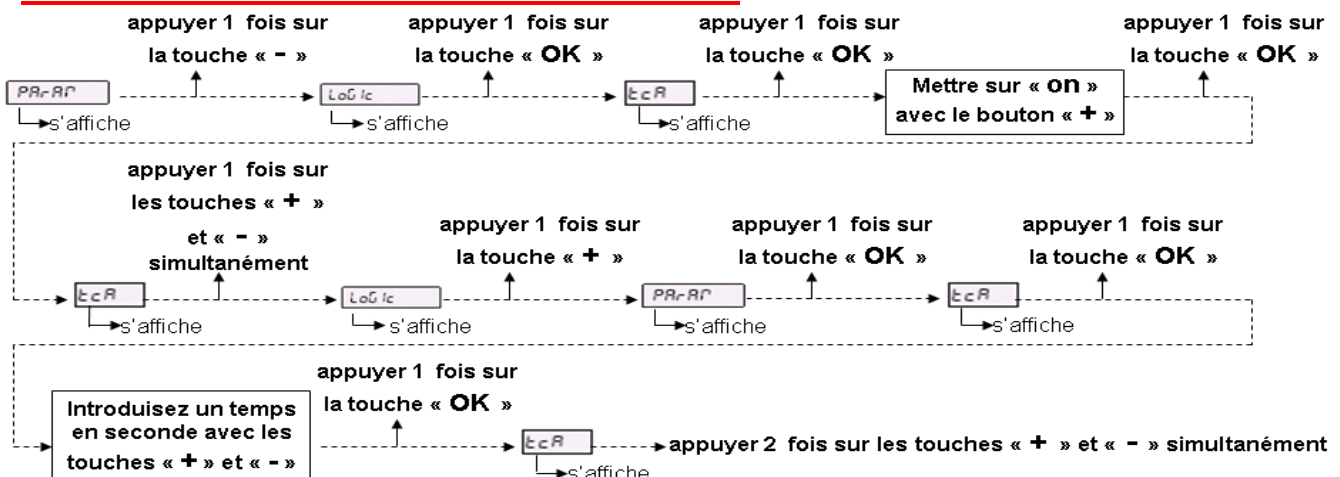 appuyer 1 fois sur
la touche « - »
appuyer 1 fois sur
la touche « OK »
appuyer 1 fois sur
la touche « OK »
appuyer 1 fois sur
la touche « OK »
PArAM
s'affiche
LoGIc
s'affiche
tcA
s'affiche
Mettre sur « on »
avec le bouton « + »
appuyer 1 fois sur
les touches « + »
et « - »
simultanément
appuyer 1 fois sur
la touche « + »
appuyer 1 fois sur
la touche « OK »
appuyer 1 fois sur
la touche « OK »
tcA
s'affiche
LoGIc
s'affiche
PArAM
s'affiche
tcA
s'affiche
Introduisez un temps
en seconde avec les
touches « + » et « - »
appuyer 1 fois sur
la touche « OK »
tcA
s'affiche
appuyer 2 fois sur les touches « + » et « - » simultanément